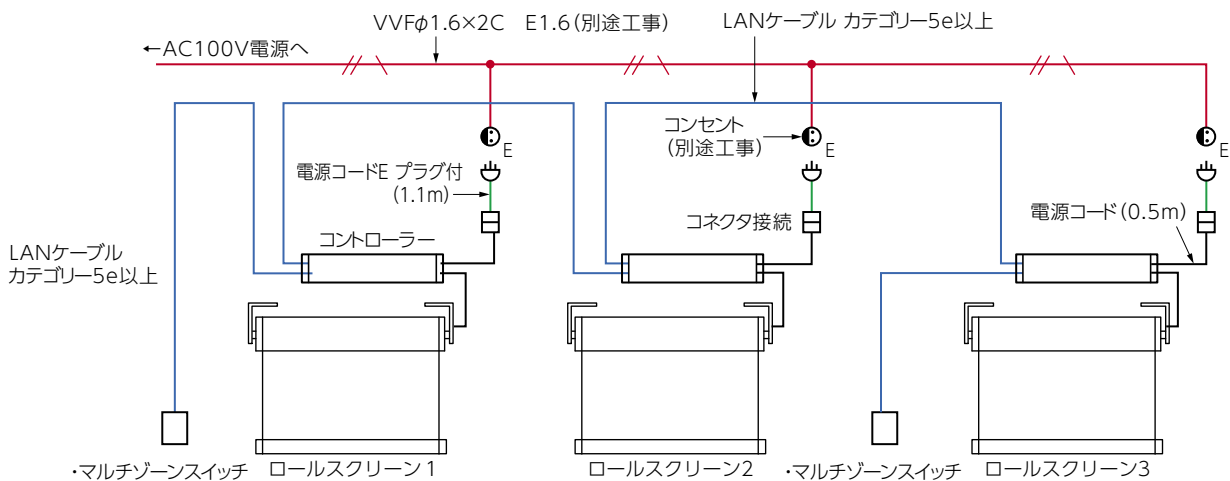 VVFφ1.6×2C　E1.6(別途工事)
LANケーブル カテゴリー5e以上
←AC100V電源へ
コンセント
(別途工事)
E
E
E
電源コードE プラグ付
(1.1m)
コネクタ接続
電源コード(0.5m)
コントローラー
LANケーブル
カテゴリー5e以上
・マルチゾーンスイッチ
ロールスクリーン1
ロールスクリーン2
・マルチゾーンスイッチ
ロールスクリーン3